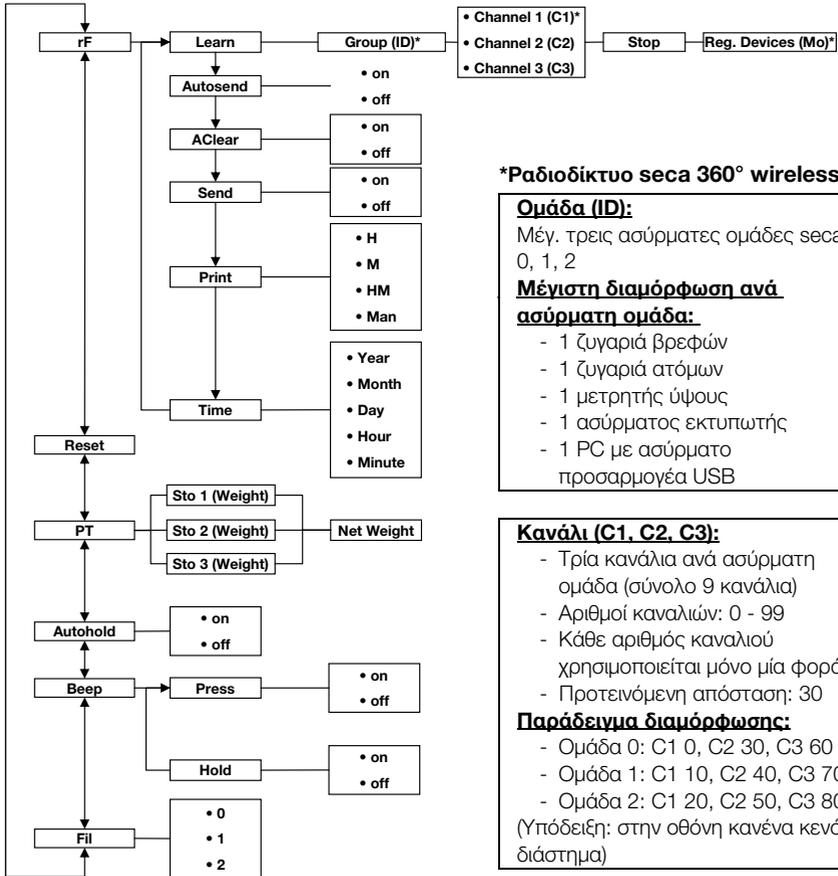 rF
Learn
Group (ID)*
• Channel 1 (C1)*
• Channel 2 (C2)
• Channel 3 (C3)
Stop
Reg. Devices (Mo)*
Autosend
• on
• off
AClear
• on
• off
Send
• on
• off
Print
• H
• M
• HM
• Man
Time
• Year
• Month
• Day
• Hour
• Minute
Reset
PT
Sto 1 (Weight)
Sto 2 (Weight)
Sto 3 (Weight)
Net Weight
Autohold
• on
• off
Beep
Press
• on
• off
Hold
• on
• off
Fil
• 0
• 1
• 2
*Ραδιοδίκτυο seca 360° wireless
Ομάδα (ID):
Μέγ. τρεις ασύρματες ομάδες seca
0, 1, 2
Μέγιστη διαμόρφωση ανά
ασύρματη ομάδα:
- 1 ζυγαριά βρεφών
- 1 ζυγαριά ατόμων
- 1 μετρητής ύψους
- 1 ασύρματος εκτυπωτής
- 1 PC με ασύρματο
προσαρμογέα USB
Κανάλι (C1, C2, C3):
- Τρία κανάλια ανά ασύρματη
ομάδα (σύνολο 9 κανάλια)
- Αριθμοί καναλιών: 0 - 99
- Κάθε αριθμός καναλιού
χρησιμοποιείται μόνο μία φορά
- Προτεινόμενη απόσταση: 30
Παράδειγμα διαμόρφωσης:
- Ομάδα 0: C1 0, C2 30, C3 60
- Ομάδα 1: C1 10, C2 40, C3 70
- Ομάδα 2: C1 20, C2 50, C3 80
(Υπόδειξη: στην οθόνη κανένα κενό
διάστημα)